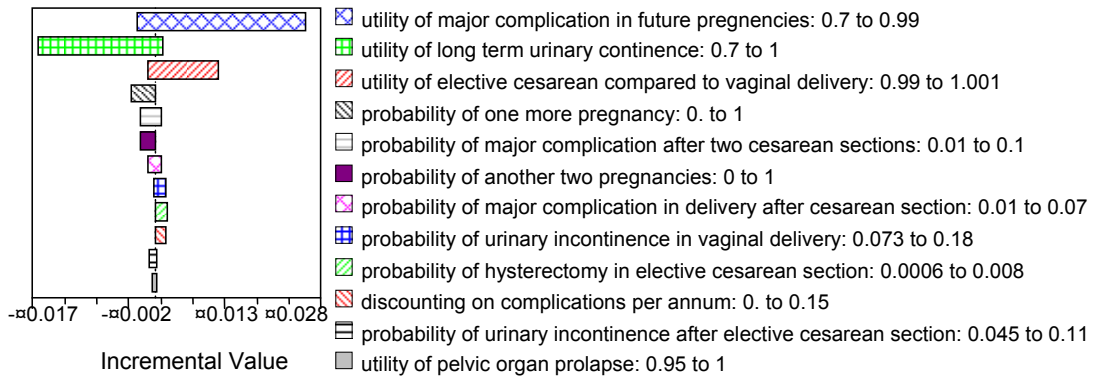 utility of major complication in future pregnencies: 0.7 to 0.99
utility of long term urinary continence: 0.7 to 1
utility of elective cesarean compared to vaginal delivery: 0.99 to 1.001
probability of one more pregnancy: 0. to 1
probability of major complication after two cesarean sections: 0.01 to 0.1
probability of another two pregnancies: 0 to 1
probability of major complication in delivery after cesarean section: 0.01 to 0.07
probability of urinary incontinence in vaginal delivery: 0.073 to 0.18
probability of hysterectomy in elective cesarean section: 0.0006 to 0.008
discounting on complications per annum: 0. to 0.15
probability of urinary incontinence after elective cesarean section: 0.045 to 0.11
utility of pelvic organ prolapse: 0.95 to 1
-¤0.017 -¤0.002 ¤0.013 ¤0.028
Incremental Value